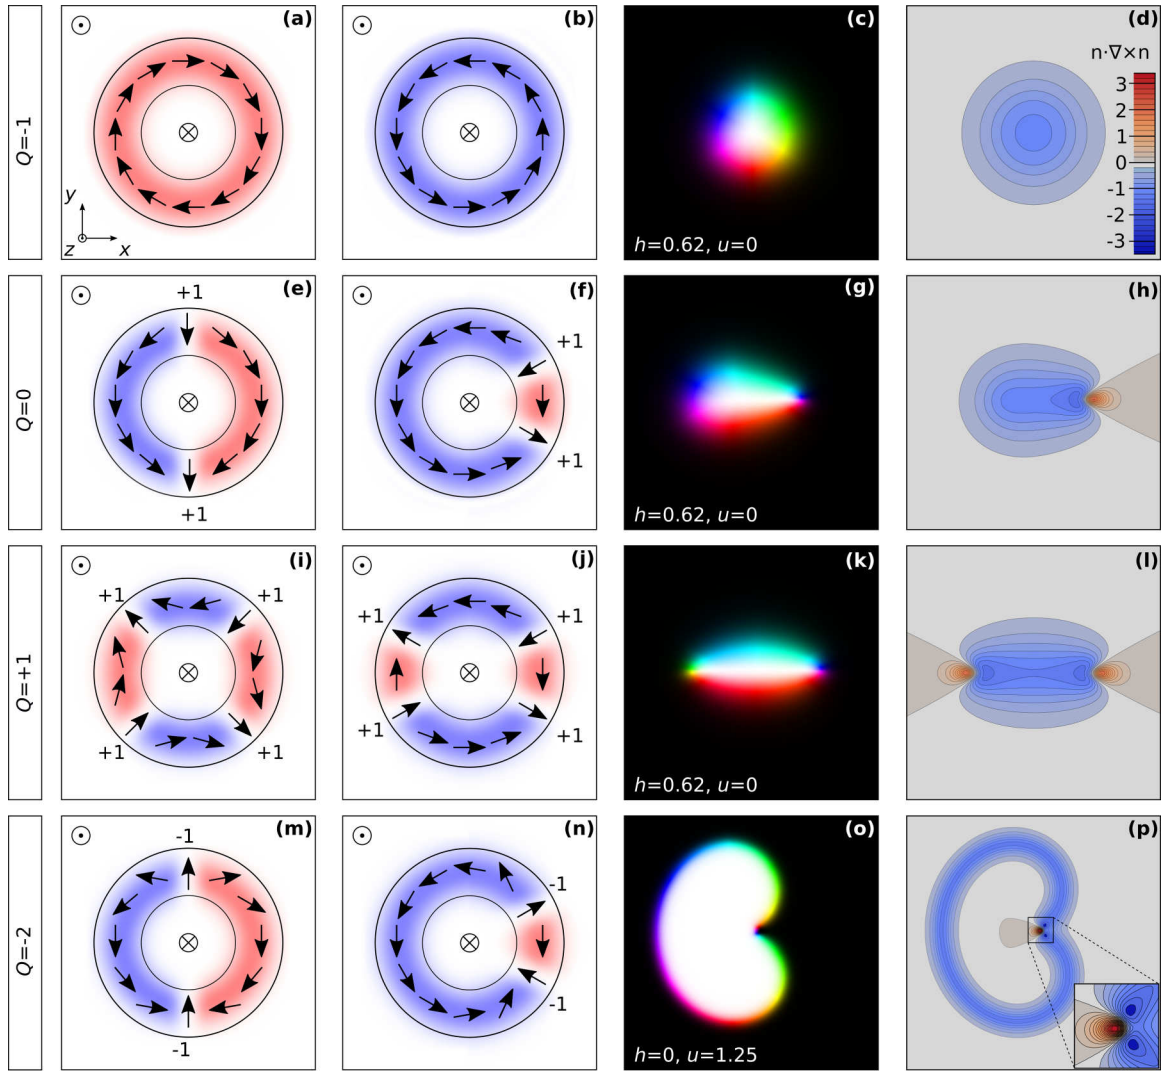 Q=-1
(a)
y
z
x
(b)
(c)
h=0.62, u=0
(d)
n·∇×n
3
2
1
0
-1
-2
-3
Q=0
(e)
+1
+1
(f)
+1
+1
(g)
h=0.62, u=0
(h)
Q=+1
(i)
+1
+1
+1
+1
(j)
+1
+1
+1
+1
(k)
h=0.62, u=0
(l)
Q=-2
(m)
-1
-1
(n)
-1
-1
(o)
h=0, u=1.25
(p)